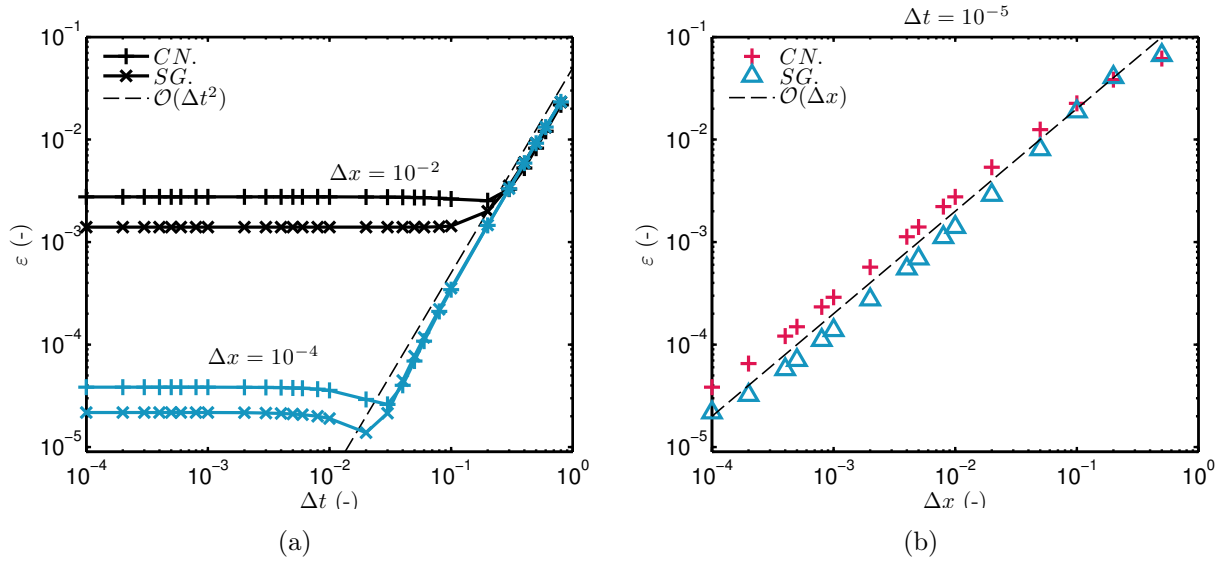 10⁻¹
CN.
SG.
O(Δt²)
10⁻²
Δx = 10⁻²
ε (-)
10⁻³
10⁻⁴
Δx = 10⁻⁴
10⁻⁵
10⁻⁴ 10⁻³ 10⁻² 10⁻¹ 10⁰
Δt (-)
(a)
Δt = 10⁻⁵
10⁻¹
CN.
SG.
O(Δx)
10⁻²
ε (-)
10⁻³
10⁻⁴
10⁻⁵
10⁻⁴ 10⁻³ 10⁻² 10⁻¹ 10⁰
Δx (-)
(b)